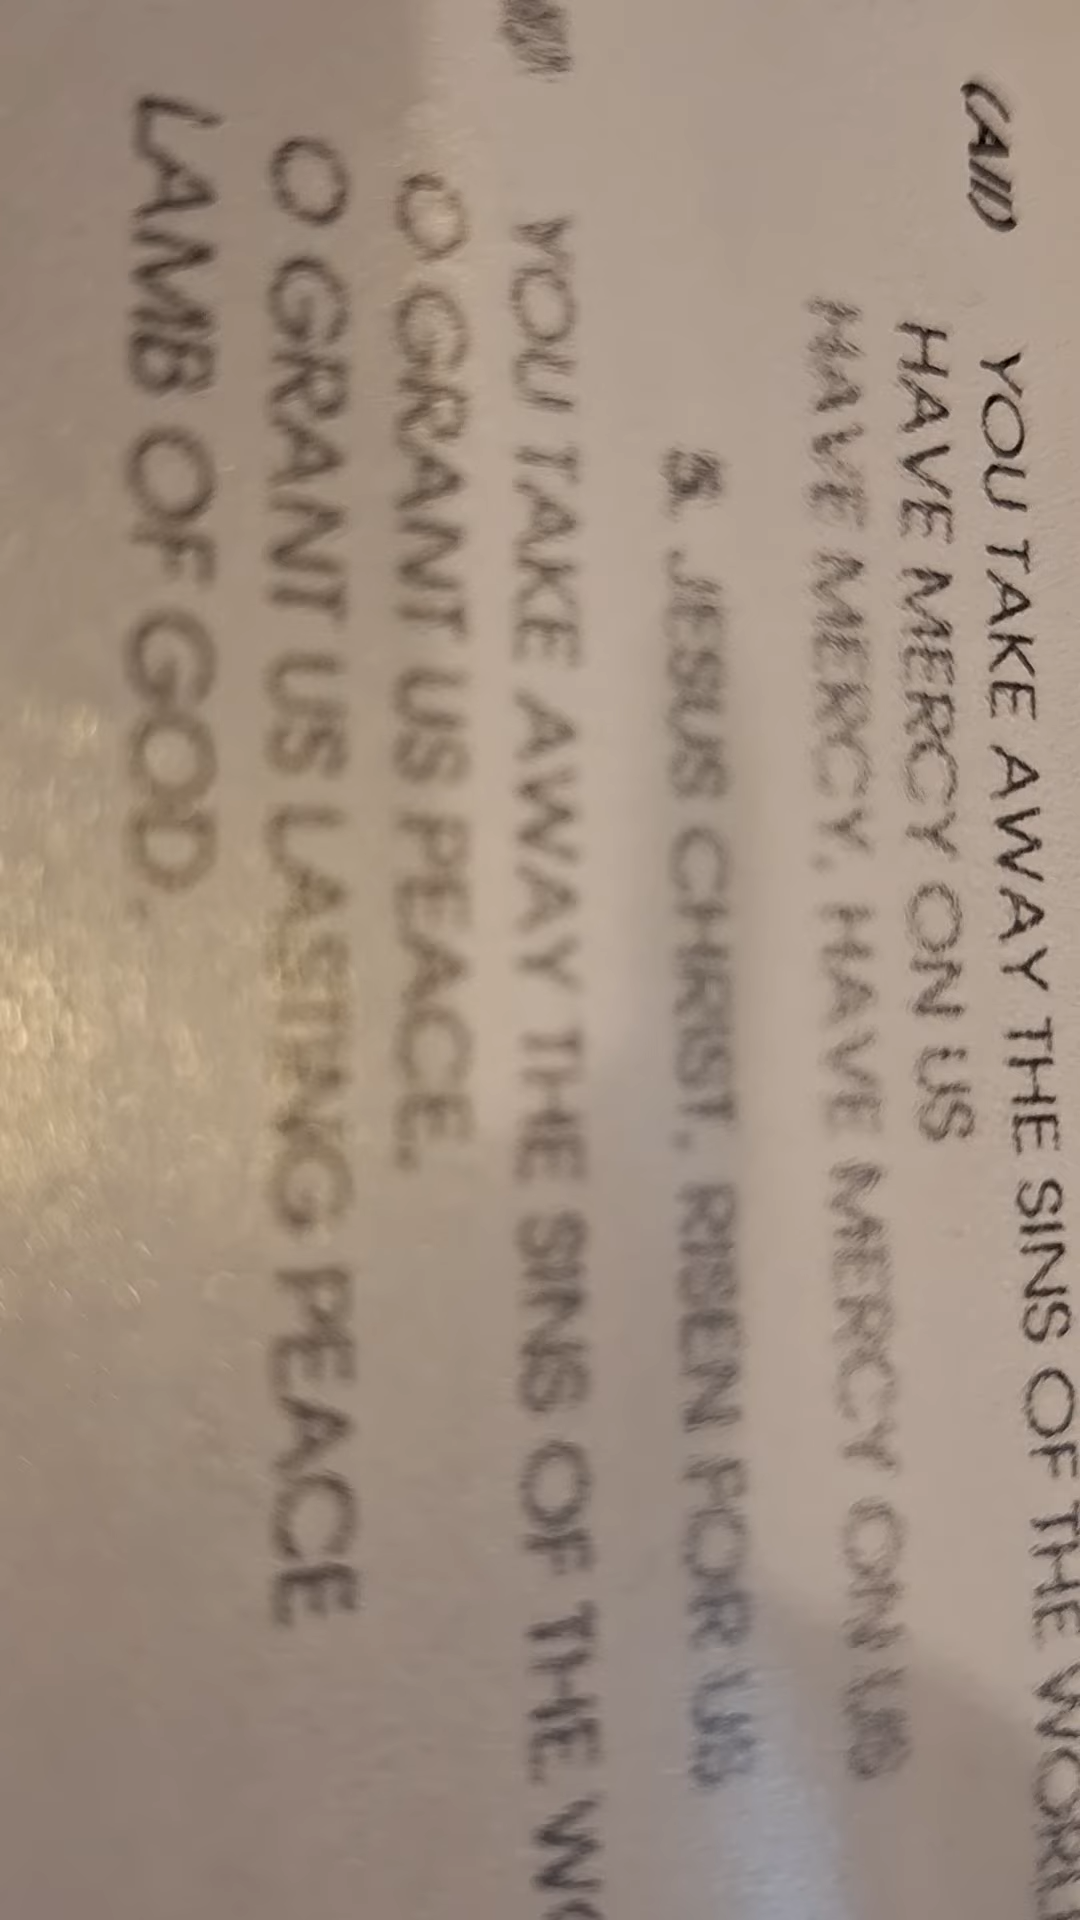 (All) YOU TAKE AWAY THE SINS OF THE
HAVE MERCY ON US
HAVE MERCY, HAVE MERCY ON US
3. JESUS CHRIST, RISEN FOR US
YOU TAKE AWAY THE SINS OF THE
O GRANT US PEACE.
O GRANT US LASTING PEACE
LAMB OF GOD.